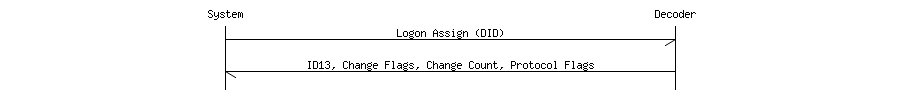 System Decoder
Logon Assign (DID)
ID13, Change Flags, Change Count, Protocol Flags